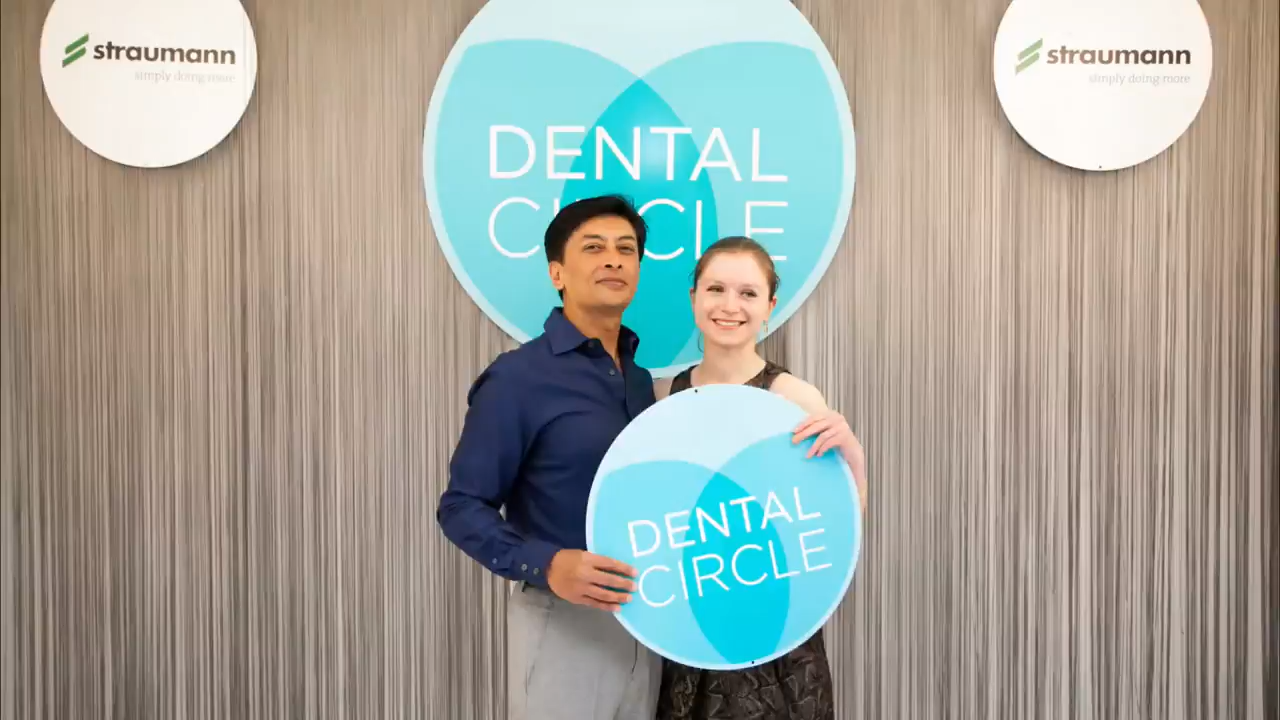 straumann
simply doing more
DENTAL
CIRCLE
straumann
simply doing more
DENTAL
CIRCLE